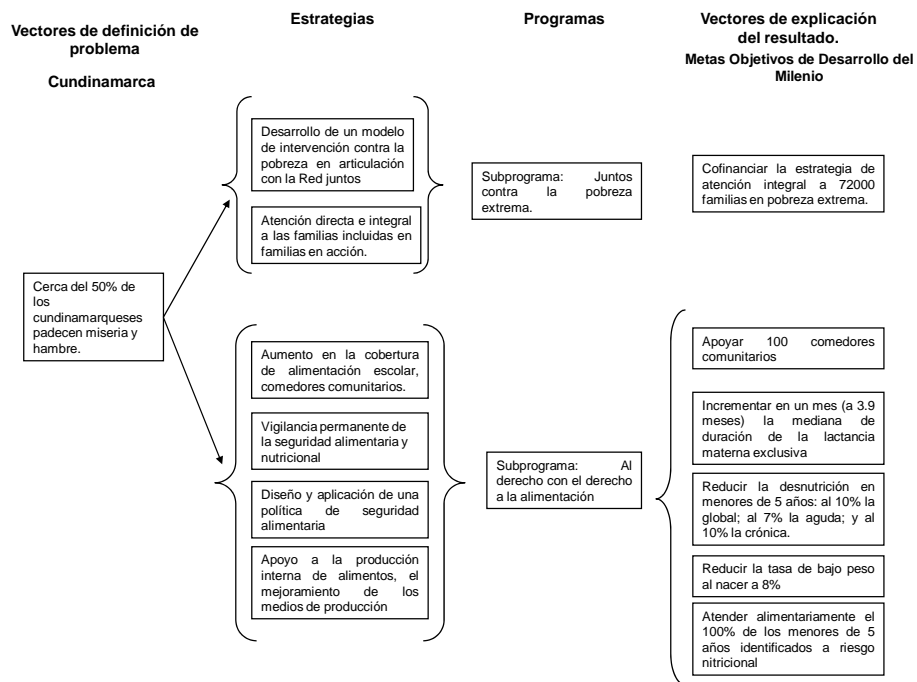 Vectores de definición de
problema
Cundinamarca
Estrategias
Programas
Vectores de explicación
del resultado.
Metas Objetivos de Desarrollo del
Milenio
Cerca del 50% de
los
cundinamarqueses
padecen miseria y
hambre.
Desarrollo de un modelo
de intervención contra la
pobreza en articulación
con la Red juntos
Atención directa e integral
a las familias incluidas en
familias en acción.
Subprograma: Juntos
contra la pobreza
extrema.
Cofinanciar la estrategia de
atención integral a 72000
familias en pobreza extrema.
Aumento en la cobertura
de alimentación escolar,
comedores comunitarios.
Vigilancia permanente de
la seguridad alimentaria y
nutricional
Diseño y aplicación de una
política de seguridad
alimentaria
Apoyo a la producción
interna de alimentos, el
mejoramiento de los
medios de producción
Subprograma: Al
derecho con el derecho
a la alimentación
Apoyar 100 comedores
comunitarios
Incrementar en un mes (a 3.9
meses) la mediana de
duración de la lactancia
materna exclusiva
Reducir la desnutrición en
menores de 5 años: al 10% la
global; al 7% la aguda; y al
10% la crónica.
Reducir la tasa de bajo peso
al nacer a 8%
Atender alimentariamente el
100% de los menores de 5
años identificados a riesgo
nitricional